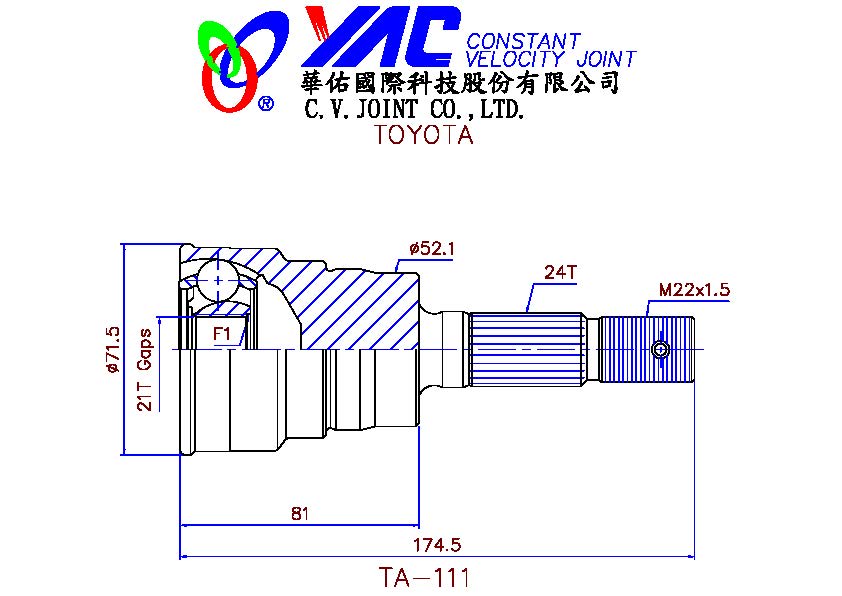 YAC CONSTANT
VELOCITY JOINT
®
華佑國際科技股份有限公司
C.V.JOINT CO.,LTD.
TOYOTA
ø52.1
24T
M22x1.5
ø71.5
21T Gaps
F1
81
174.5
TA-111